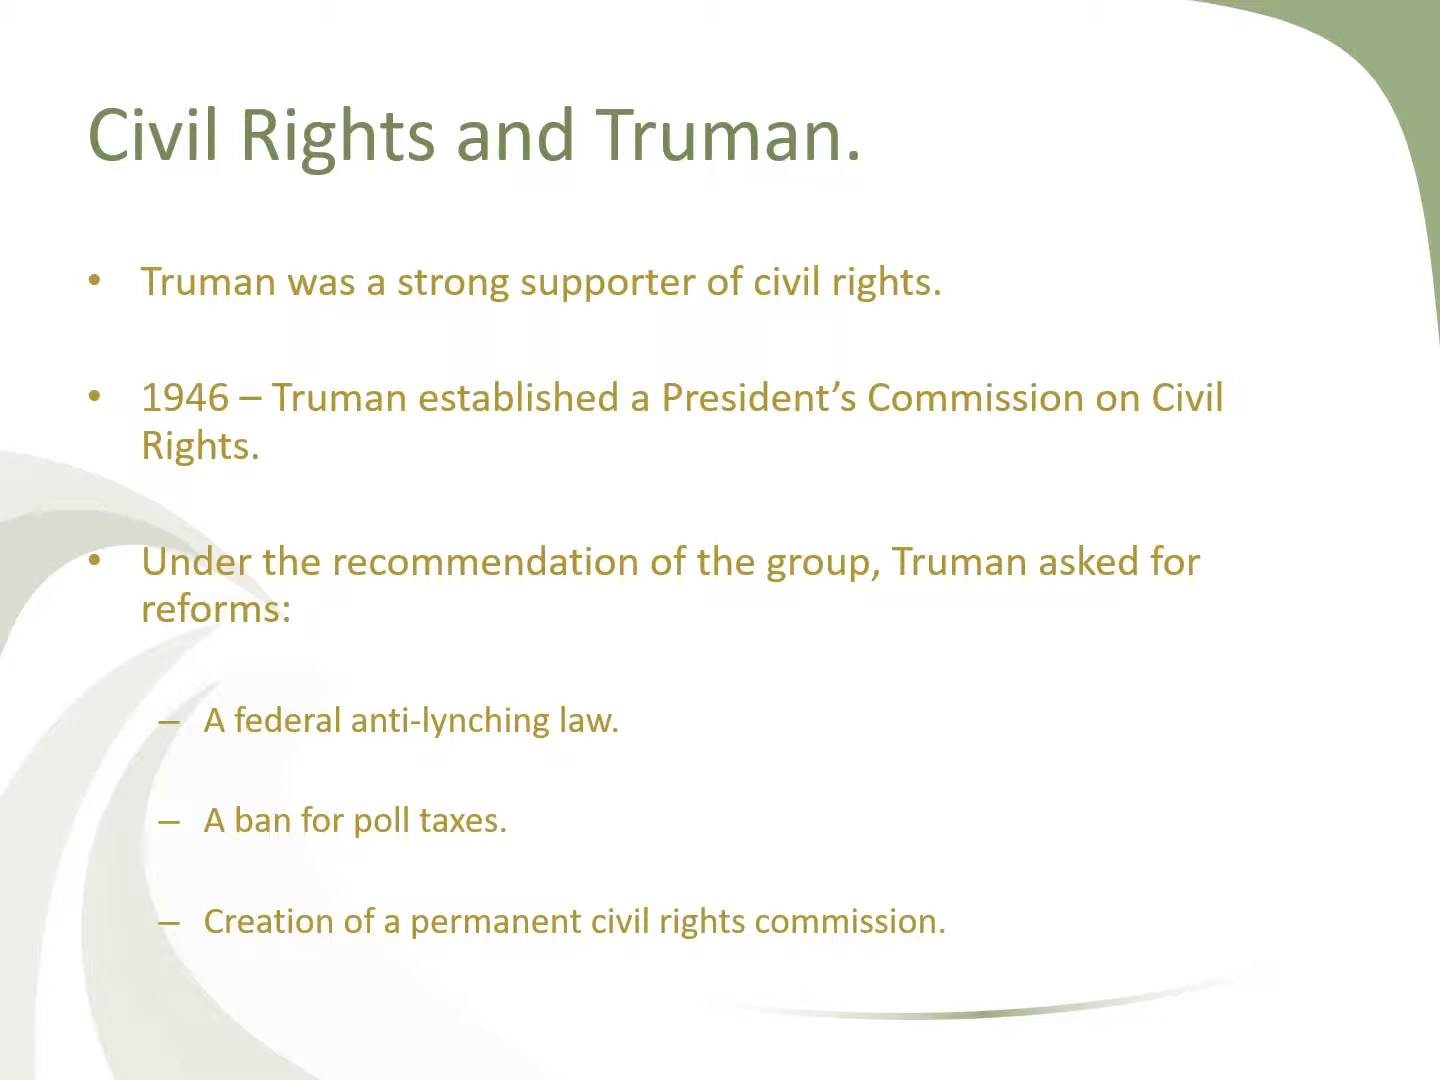 Civil Rights and Truman.
• Truman was a strong supporter of civil rights.
• 1946 – Truman established a President’s Commission on Civil
Rights.
• Under the recommendation of the group, Truman asked for
reforms:
– A federal anti-lynching law.
– A ban for poll taxes.
– Creation of a permanent civil rights commission.